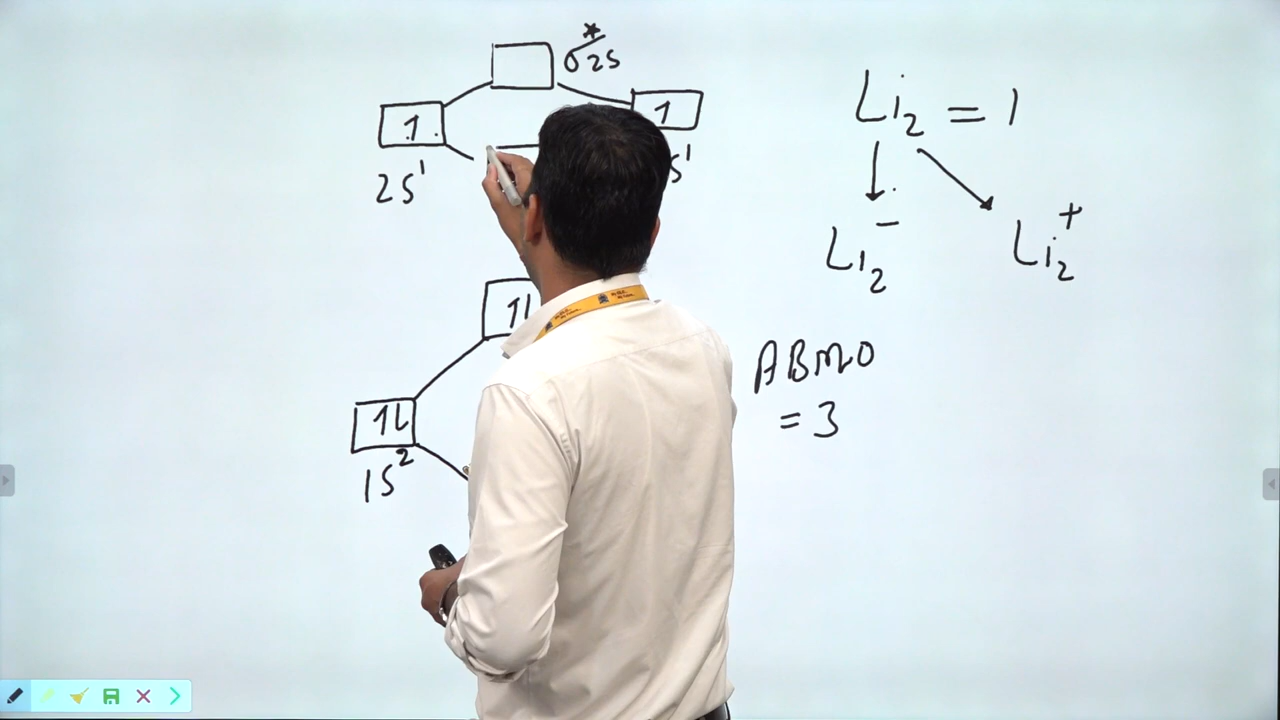 σ*2s
1
1
2s¹
s¹
1l
1l
1s²
Li₂ = 1
Li₂⁻
Li₂⁺
ABMO
= 3